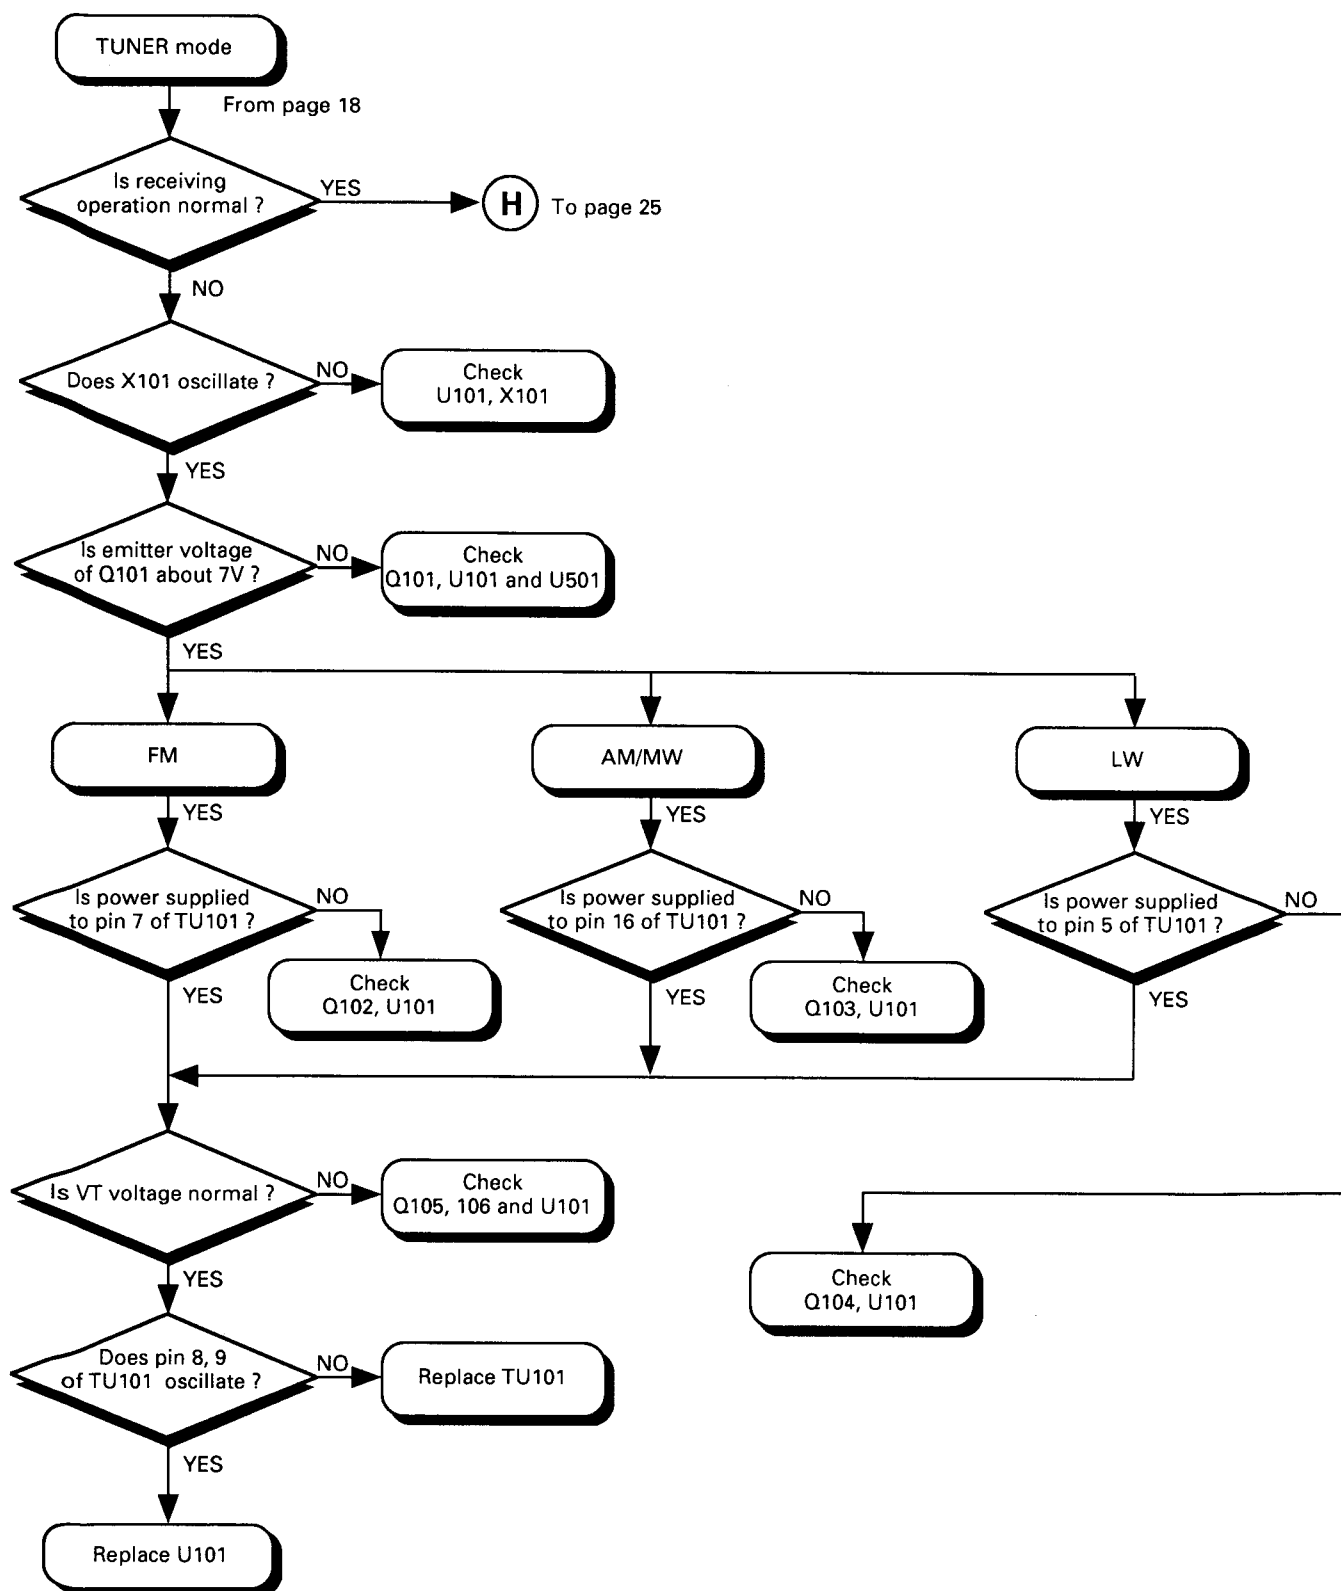 TUNER mode
From page 18
Is receiving
operation normal ?
YES
H
To page 25
NO
Does X101 oscillate ?
NO
Check
U101, X101
YES
Is emitter voltage
of Q101 about 7V ?
NO
Check
Q101, U101 and U501
YES
FM
AM/MW
LW
YES
YES
YES
Is power supplied
to pin 7 of TU101 ?
NO
Is power supplied
to pin 16 of TU101 ?
NO
Is power supplied
to pin 5 of TU101 ?
NO
Check
Q102, U101
Check
Q103, U101
YES
YES
YES
Is VT voltage normal ?
NO
Check
Q105, 106 and U101
Check
Q104, U101
YES
Does pin 8, 9
of TU101 oscillate ?
NO
Replace TU101
YES
Replace U101